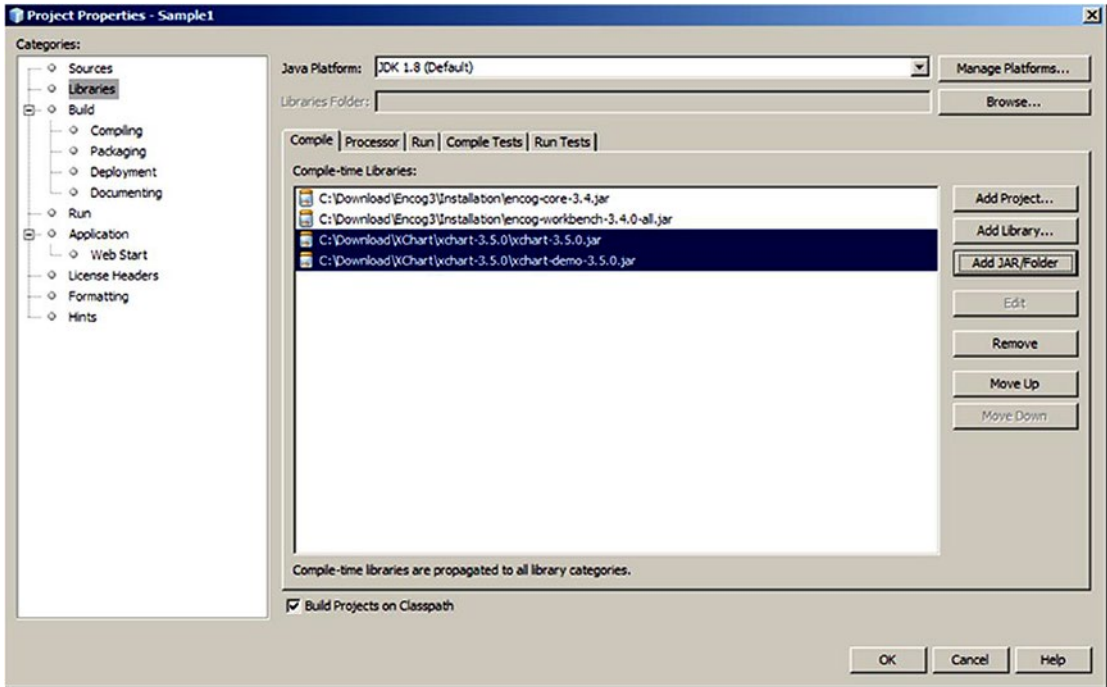 Project Properties - Sample1
Categories:
Sources
Libraries
Build
Compiling
Packaging
Deployment
Documenting
Run
Application
Web Start
License Headers
Formatting
Hints
Java Platform: JDK 1.8 (Default) Manage Platforms...
Libraries Folder: Browse...
Compile Processor Run Compile Tests Run Tests
Compile-time Libraries:
C:\Download\Encog3\Installation\encog-core-3.4.jar
C:\Download\Encog3\Installation\encog-workbench-3.4.0-all.jar
C:\Download\XChart\xchart-3.5.0\xchart-3.5.0.jar
C:\Download\XChart\xchart-3.5.0\xchart-demo-3.5.0.jar
Add Project...
Add Library...
Add JAR/Folder
Edit
Remove
Move Up
Move Down
Compile-time libraries are propagated to all library categories.
Build Projects on Classpath
OK Cancel Help